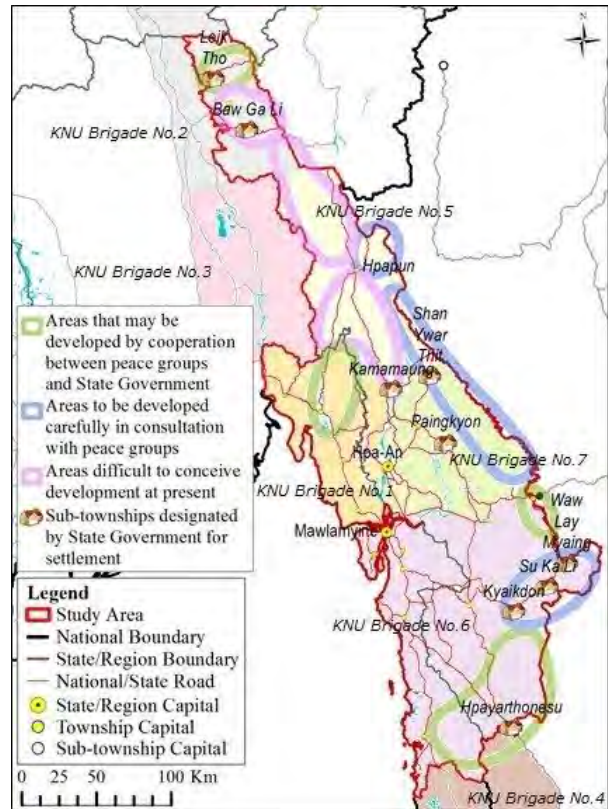 Leik
Tho
N
Baw Ga Li
KNU Brigade No.2
KNU Brigade No.5
Hpapun
KNU Brigade No.3
Shan
Ywar
Thit
Kamamaung
Paingkyon
Hpa-An
KNU Brigade No.7
KNU Brigade No.1
Waw
Lay
Myaing
Mawlamyine
Su Ka Li
Kyaikdon
KNU Brigade No.6
Hpayarthonesu
KNU Brigade No.4
Areas that may be
developed by cooperation
between peace groups
and State Government
Areas to be developed
carefully in consultation
with peace groups
Areas difficult to conceive
development at present
Sub-townships designated
by State Government for
settlement
Legend
Study Area
National Boundary
State/Region Boundary
National/State Road
State/Region Capital
Township Capital
Sub-township Capital
0 25 50 100 Km